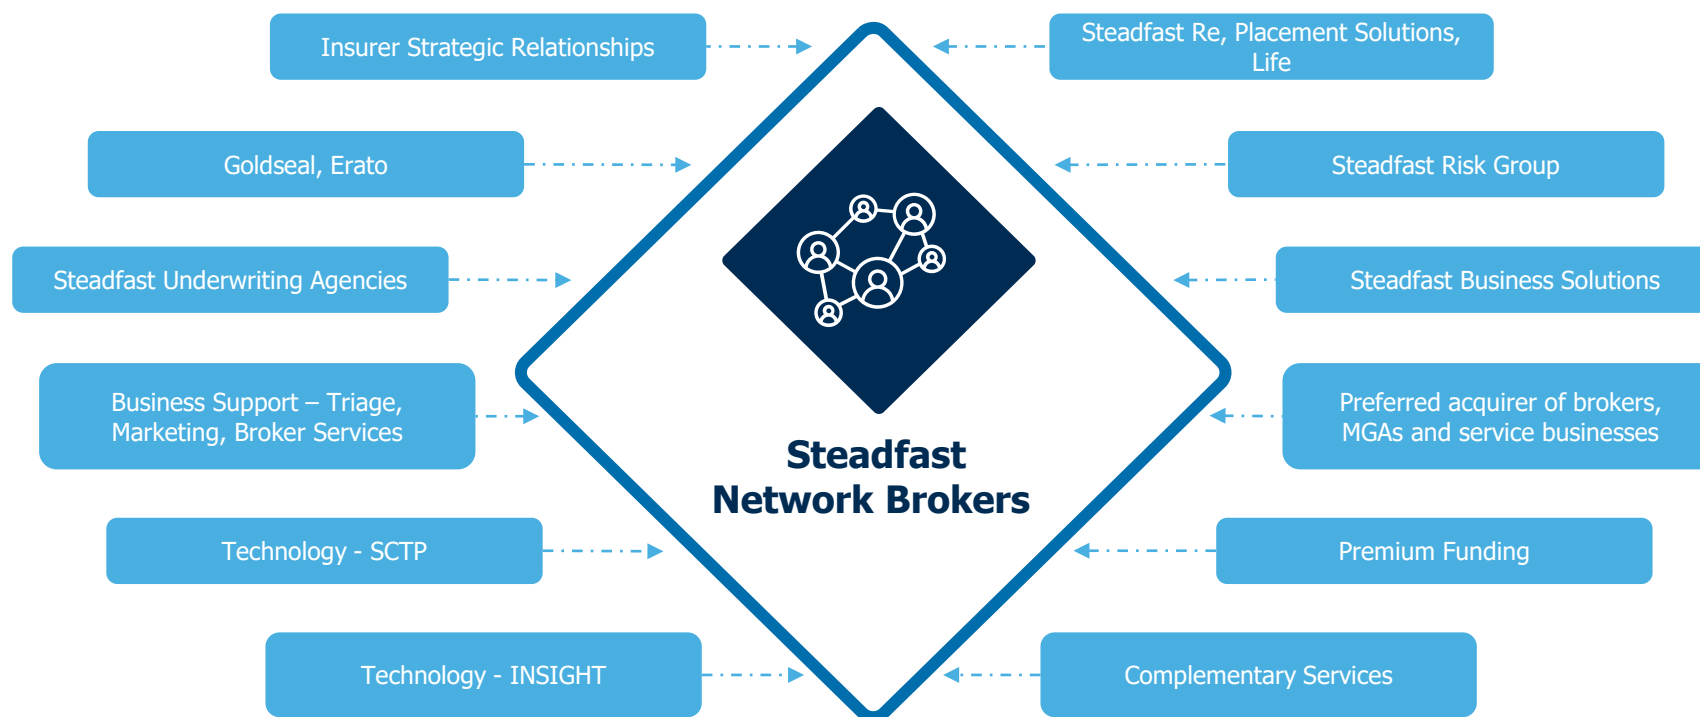 Insurer Strategic Relationships
Steadfast Re, Placement Solutions,
Life
Goldseal, Erato
Steadfast Risk Group
Steadfast Underwriting Agencies
Steadfast Business Solutions
Business Support – Triage,
Marketing, Broker Services
Preferred acquirer of brokers,
MGAs and service businesses
Steadfast
Network Brokers
Technology - SCTP
Premium Funding
Technology - INSIGHT
Complementary Services